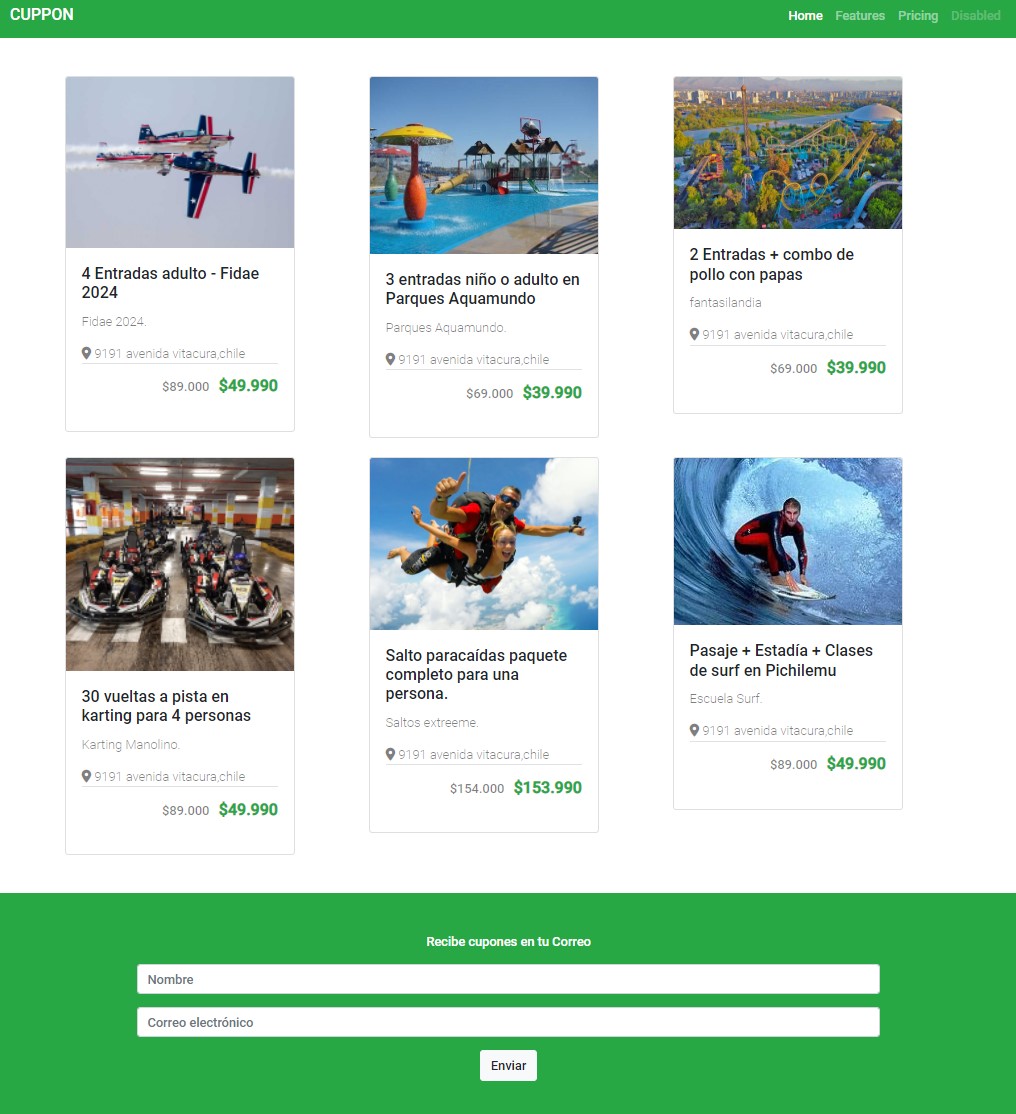 CUPPON
Home Features Pricing Disabled
4 Entradas adulto - Fidae
2024
Fidae 2024.
9191 avenida vitacura,chile
$89.000 $49.990
3 entradas niño o adulto en
Parques Aquamundo
Parques Aquamundo.
9191 avenida vitacura,chile
$69.000 $39.990
2 Entradas + combo de
pollo con papas
fantasilandia
9191 avenida vitacura,chile
$69.000 $39.990
30 vueltas a pista en
karting para 4 personas
Karting Manolino.
9191 avenida vitacura,chile
$89.000 $49.990
Salto paracaídas paquete
completo para una
persona.
Saltos extreeme.
9191 avenida vitacura,chile
$154.000 $153.990
Pasaje + Estadía + Clases
de surf en Pichilemu
Escuela Surf.
9191 avenida vitacura,chile
$89.000 $49.990
Recibe cupones en tu Correo
Nombre
Correo electrónico
Enviar